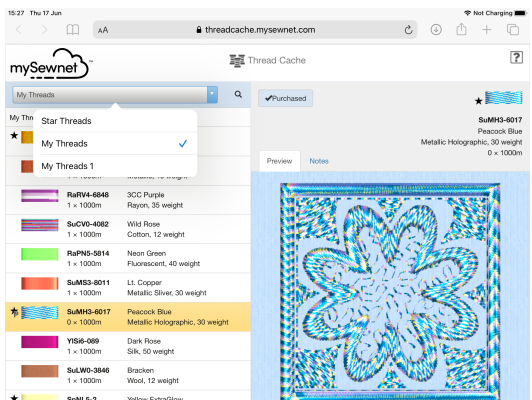 15:27 Thu 17 Jun
Not Charging
AA
threadcache.mysewnet.com
mySewnet
Thread Cache
?
My Threads
Purchased
SuMH3-6017
Peacock Blue
Metallic Holographic, 30 weight
0 × 1000m
Preview
Notes
Star Threads
My Threads
My Threads 1
RaRV4-6848
3CC Purple
1 × 1000m
Rayon, 35 weight
SuCV0-4082
Wild Rose
1 × 1000m
Cotton, 12 weight
RaPN5-5814
Neon Green
1 × 1000m
Fluorescent, 40 weight
SuMS3-8011
Lt. Copper
1 × 1000m
Metallic Sliver, 30 weight
SuMH3-6017
Peacock Blue
0 × 1000m
Metallic Holographic, 30 weight
YISi6-089
Dark Rose
1 × 1000m
Silk, 50 weight
SuLW0-3846
Bracken
1 × 1000m
Wool, 12 weight
SpNL5-2
Yellow ExtraGlow